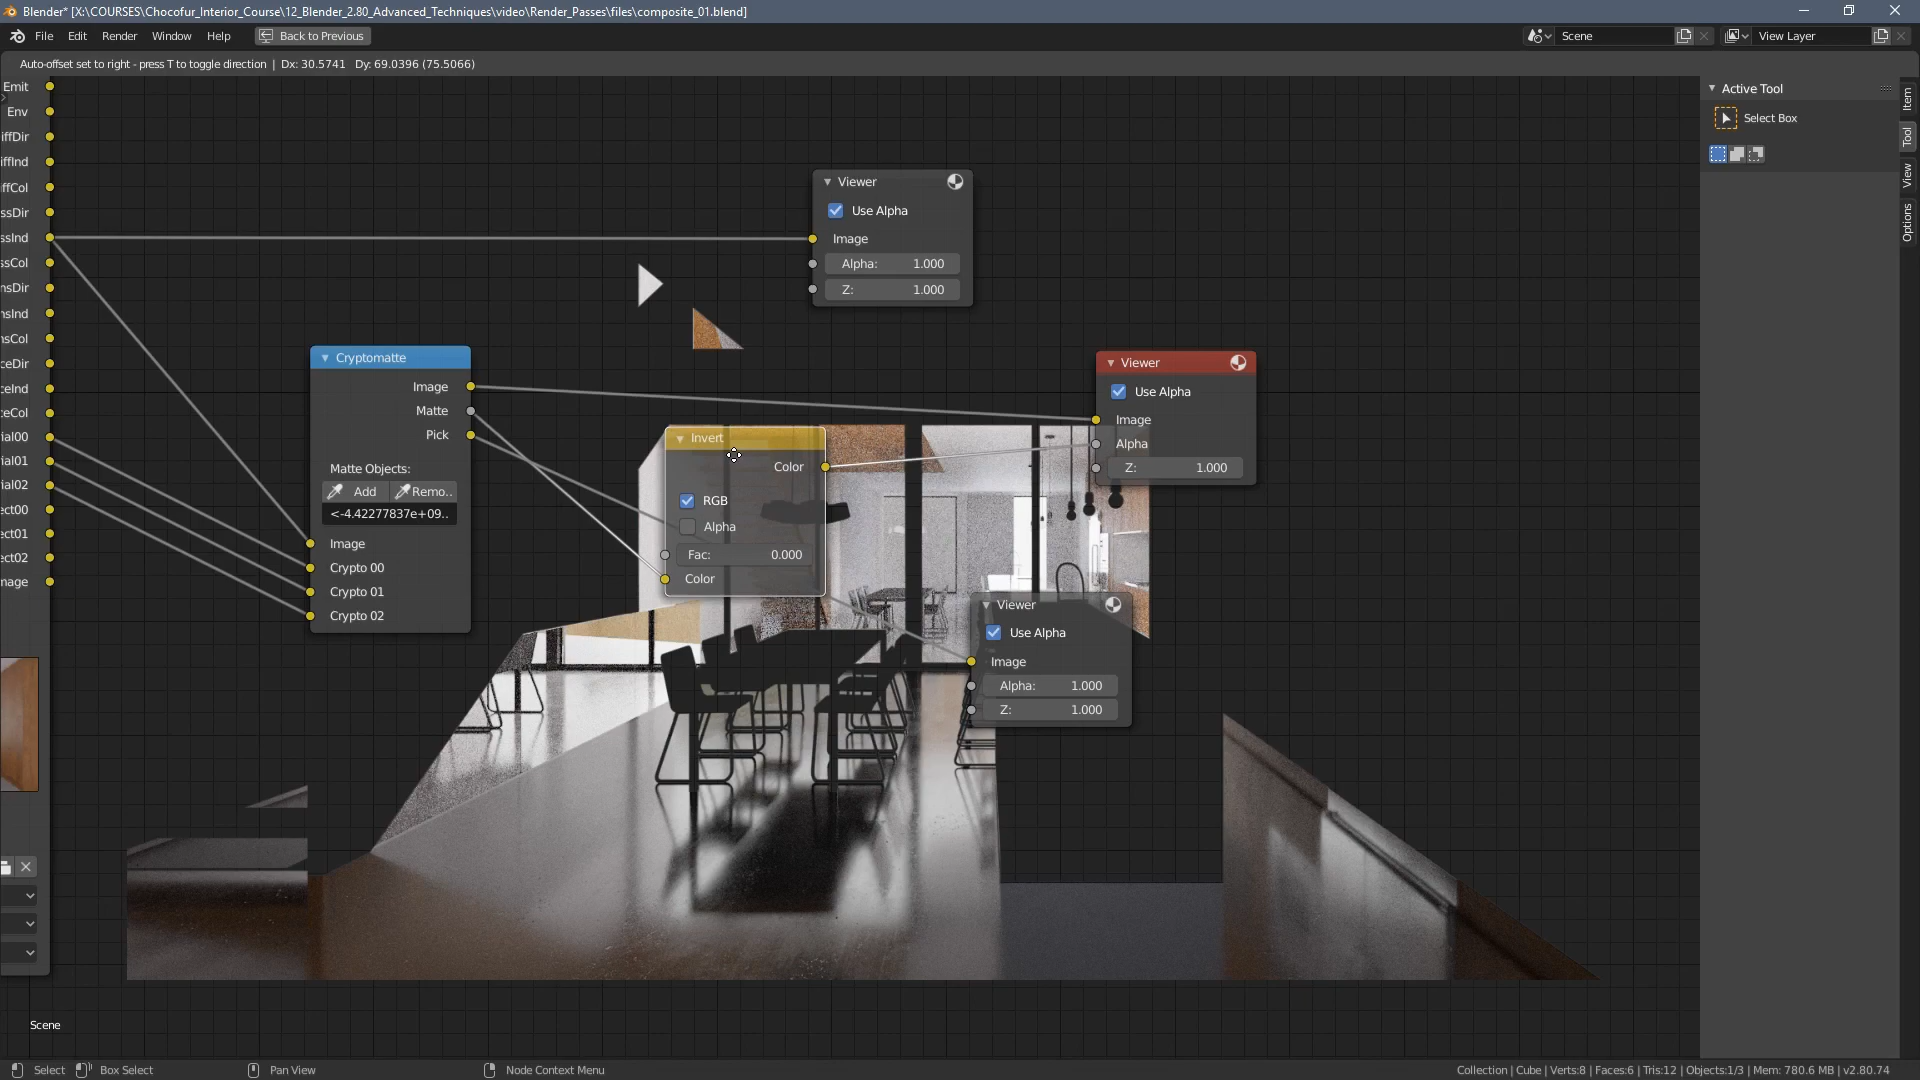 Blender* [X:\COURSES\Chocofur_Interior_Course\12_Blender_2.80_Advanced_Techniques\video\Render_Passes\files\composite_01.blend]
File Edit Render Window Help Back to Previous Scene View Layer
Auto-offset set to right - press T to toggle direction | Dx: 30.5741 Dy: 69.0396 (75.5066)
Emit
Env
iffDir
iffInd
ffCol
ssDir
ssInd
ssCol
nsDir
nsInd
nsCol
ceDir
ceInd
ceCol
ial00
ial01
ial02
ect00
ect01
ect02
mage
Viewer
Use Alpha
Image
Alpha: 1.000
Z: 1.000
Cryptomatte
Image
Matte
Pick
Matte Objects:
Add Remo..
<-4.42277837e+09..
Image
Crypto 00
Crypto 01
Crypto 02
Invert
Color
RGB
Alpha
Fac: 0.000
Color
Viewer
Use Alpha
Image
Alpha
Z: 1.000
Viewer
Use Alpha
Image
Alpha: 1.000
Z: 1.000
Active Tool
Select Box
Item
Tool
View
Options
Scene
Select Box Select Pan View Node Context Menu Collection | Cube | Verts:8 | Faces:6 | Tris:12 | Objects:1/3 | Mem: 780.6 MB | v2.80.74